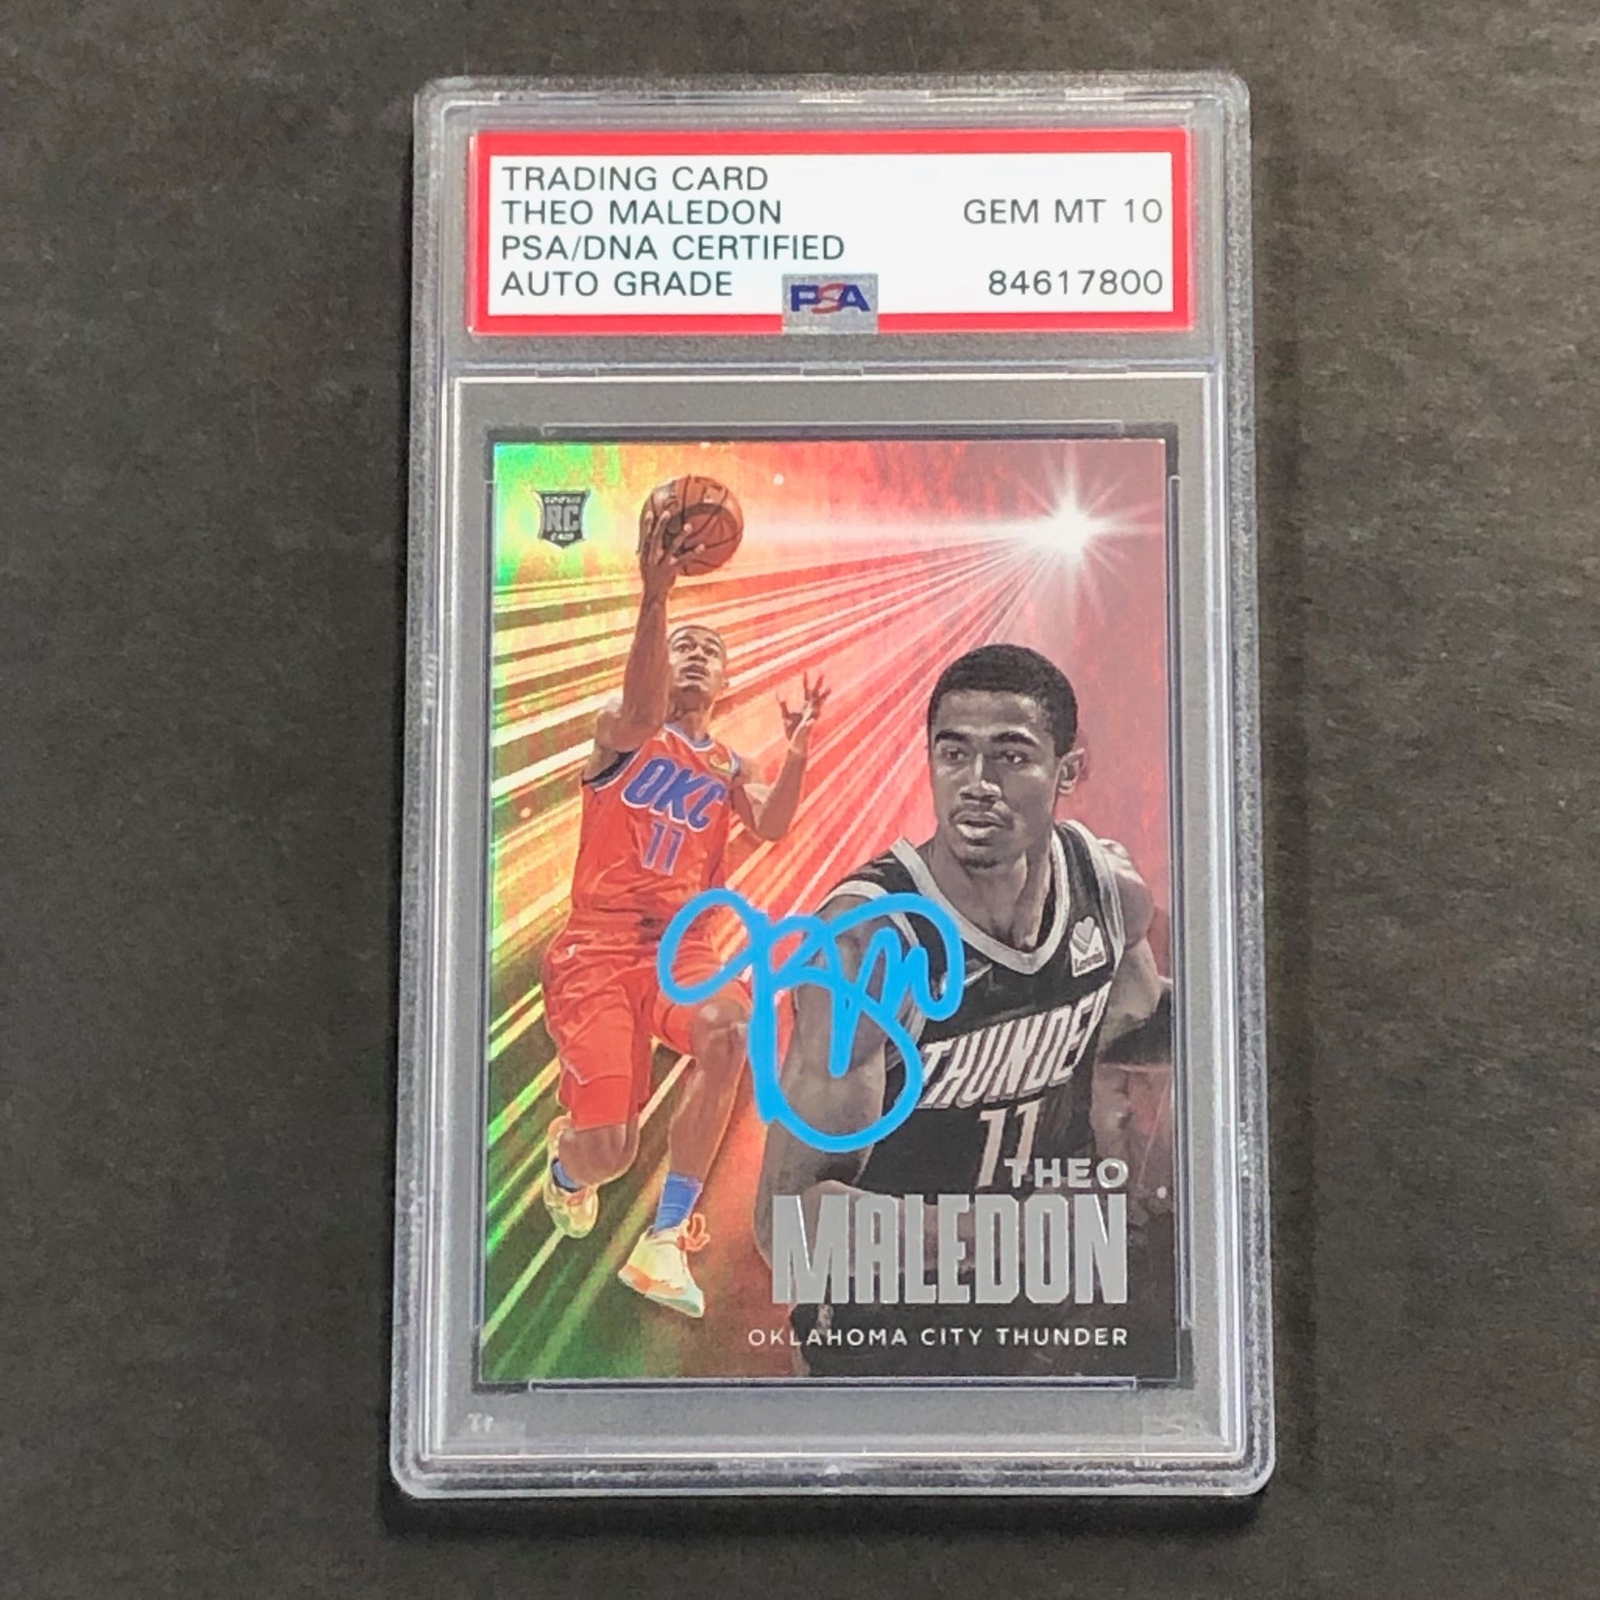 TRADING CARD
THEO MALEDON GEM MT 10
PSA/DNA CERTIFIED
AUTO GRADE PSA 84617800
RC
OKC
11
THUNDER
11
THEO
MALEDON
OKLAHOMA CITY THUNDER